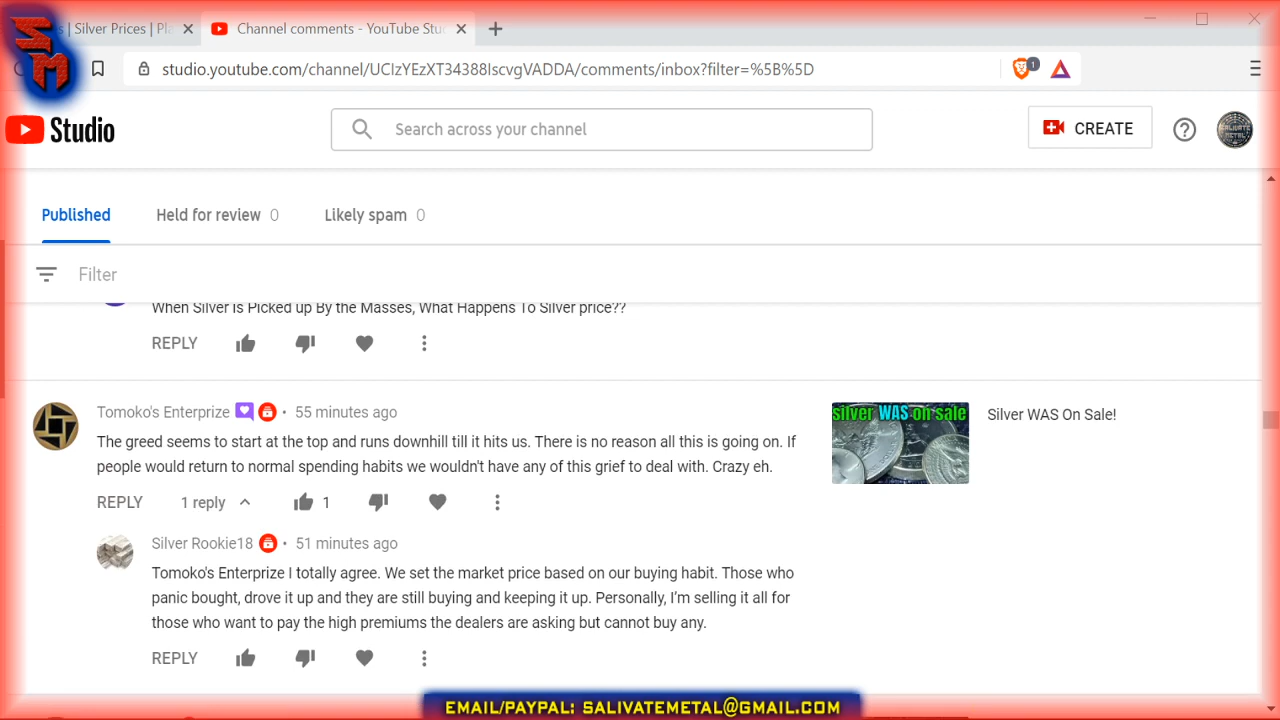 SM
s | Silver Prices | Pla
Channel comments - YouTube Stu
studio.youtube.com/channel/UCIzYEzXT34388IscvgVADDA/comments/inbox?filter=%5B%5D
1
Studio
Search across your channel
CREATE
SALIVATE METAL
Published
Held for review 0
Likely spam 0
Filter
When Silver is Picked up By the Masses, What Happens To Silver price??
REPLY
Tomoko's Enterprize • 55 minutes ago
The greed seems to start at the top and runs downhill till it hits us. There is no reason all this is going on. If
people would return to normal spending habits we wouldn't have any of this grief to deal with. Crazy eh.
silver WAS on sale
Silver WAS On Sale!
REPLY 1 reply 1
Silver Rookie18 • 51 minutes ago
Tomoko's Enterprize I totally agree. We set the market price based on our buying habit. Those who
panic bought, drove it up and they are still buying and keeping it up. Personally, I'm selling it all for
those who want to pay the high premiums the dealers are asking but cannot buy any.
REPLY
EMAIL/PAYPAL: SALIVATEMETAL@GMAIL.COM